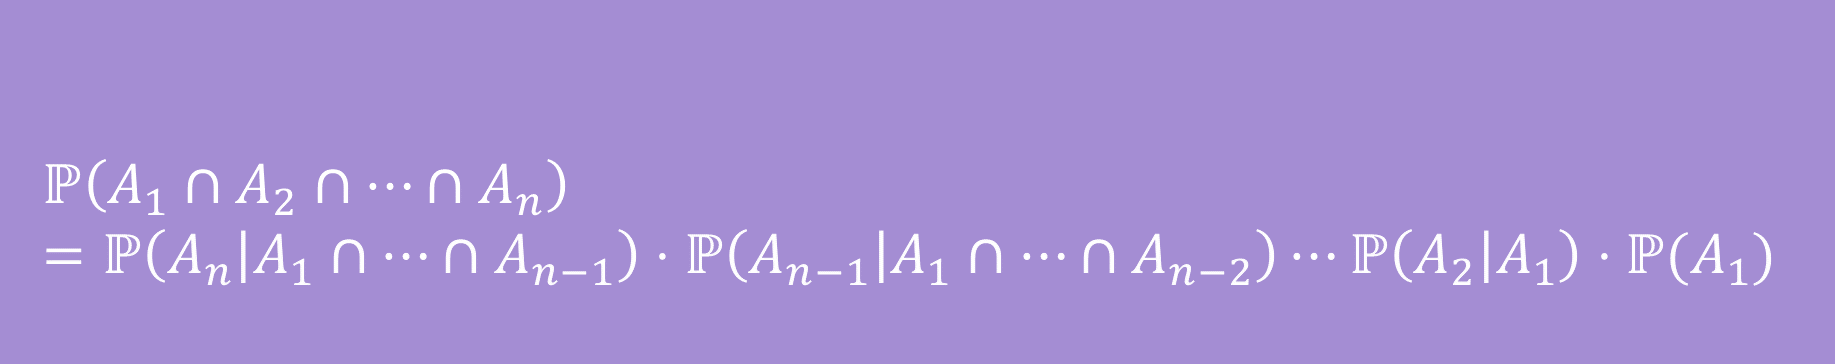 ℙ(A₁ ∩ A₂ ∩ ⋯ ∩ Aₙ)
= ℙ(Aₙ|A₁ ∩ ⋯ ∩ Aₙ₋₁) · ℙ(Aₙ₋₁|A₁ ∩ ⋯ ∩ Aₙ₋₂) ⋯ ℙ(A₂|A₁) · ℙ(A₁)